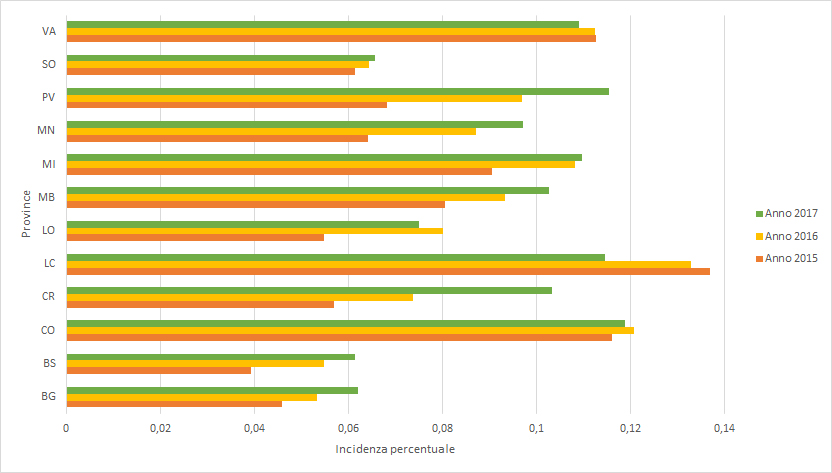 VA
SO
PV
MN
MI
MB
LO
LC
CR
CO
BS
BG
Province
0 0,02 0,04 0,06 0,08 0,1 0,12 0,14
Incidenza percentuale
Anno 2017
Anno 2016
Anno 2015